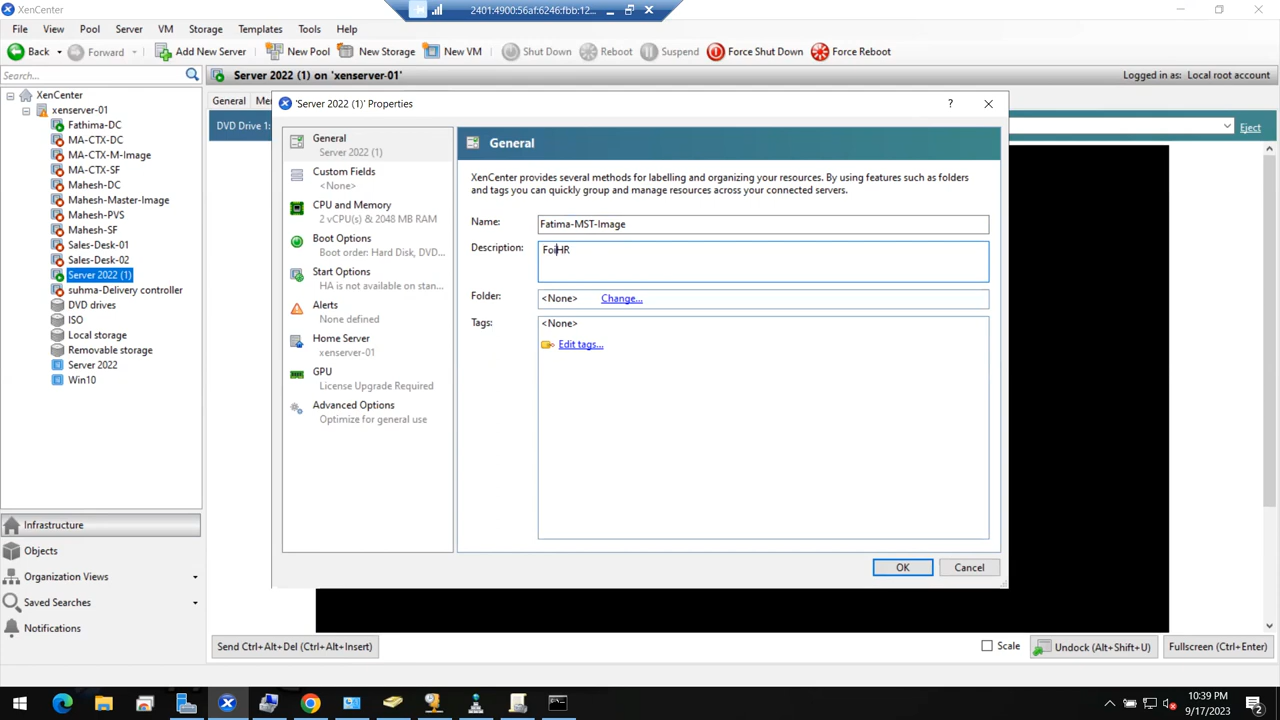 XenCenter
2401:4900:56af:6246:fbb:12...
File View Pool Server VM Storage Templates Tools Help
Back Forward Add New Server New Pool New Storage New VM Shut Down Reboot Suspend Force Shut Down Force Reboot
Search...
Server 2022 (1) on 'xenserver-01'
Logged in as: Local root account
XenCenter
xenserver-01
Fathima-DC
MA-CTX-DC
MA-CTX-M-Image
MA-CTX-SF
Mahesh-DC
Mahesh-Master-Image
Mahesh-PVS
Mahesh-SF
Sales-Desk-01
Sales-Desk-02
Server 2022 (1)
suhma-Delivery controller
DVD drives
ISO
Local storage
Removable storage
Server 2022
Win10
Infrastructure
Objects
Organization Views
Saved Searches
Notifications
General
DVD Drive 1:
Eject
'Server 2022 (1)' Properties
General
Server 2022 (1)
Custom Fields
<None>
CPU and Memory
2 vCPU(s) & 2048 MB RAM
Boot Options
Boot order: Hard Disk, DVD...
Start Options
HA is not available on stan...
Alerts
None defined
Home Server
xenserver-01
GPU
License Upgrade Required
Advanced Options
Optimize for general use
General
XenCenter provides several methods for labelling and organizing your resources. By using features such as folders
and tags you can quickly group and manage resources across your connected servers.
Name: Fatima-MST-Image
Description:
Folder: <None> Change...
Tags: <None>
Edit tags...
OK Cancel
Send Ctrl+Alt+Del (Ctrl+Alt+Insert)
Scale Undock (Alt+Shift+U) Fullscreen (Ctrl+Enter)
10:39 PM
9/17/2023
2